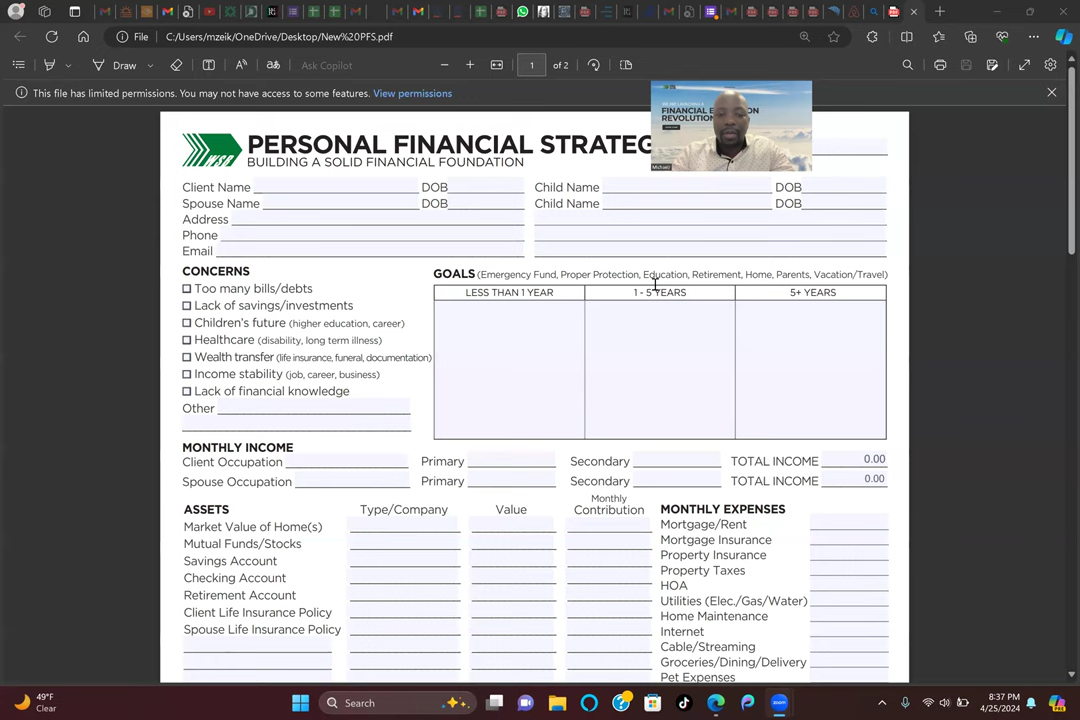 File
C:/Users/mzeik/OneDrive/Desktop/New%20PFS.pdf
Draw
Ask Copilot
1 of 2
This file has limited permissions. You may not have access to some features. View permissions
WSB
PERSONAL FINANCIAL STRATEG
BUILDING A SOLID FINANCIAL FOUNDATION
Client Name DOB Child Name DOB
Spouse Name DOB Child Name DOB
Address
Phone
Email
CONCERNS
Too many bills/debts
Lack of savings/investments
Children's future (higher education, career)
Healthcare (disability, long term illness)
Wealth transfer (life insurance, funeral, documentation)
Income stability (job, career, business)
Lack of financial knowledge
Other
GOALS (Emergency Fund, Proper Protection, Education, Retirement, Home, Parents, Vacation/Travel)
LESS THAN 1 YEAR 1 - 5 YEARS 5+ YEARS
MONTHLY INCOME
Client Occupation Primary Secondary TOTAL INCOME 0.00
Spouse Occupation Primary Secondary TOTAL INCOME 0.00
ASSETS Type/Company Value Monthly Contribution
Market Value of Home(s)
Mutual Funds/Stocks
Savings Account
Checking Account
Retirement Account
Client Life Insurance Policy
Spouse Life Insurance Policy
MONTHLY EXPENSES
Mortgage/Rent
Mortgage Insurance
Property Insurance
Property Taxes
HOA
Utilities (Elec./Gas/Water)
Home Maintenance
Internet
Cable/Streaming
Groceries/Dining/Delivery
Pet Expenses
49°F
Clear
Search
zoom
8:37 PM
4/25/2024